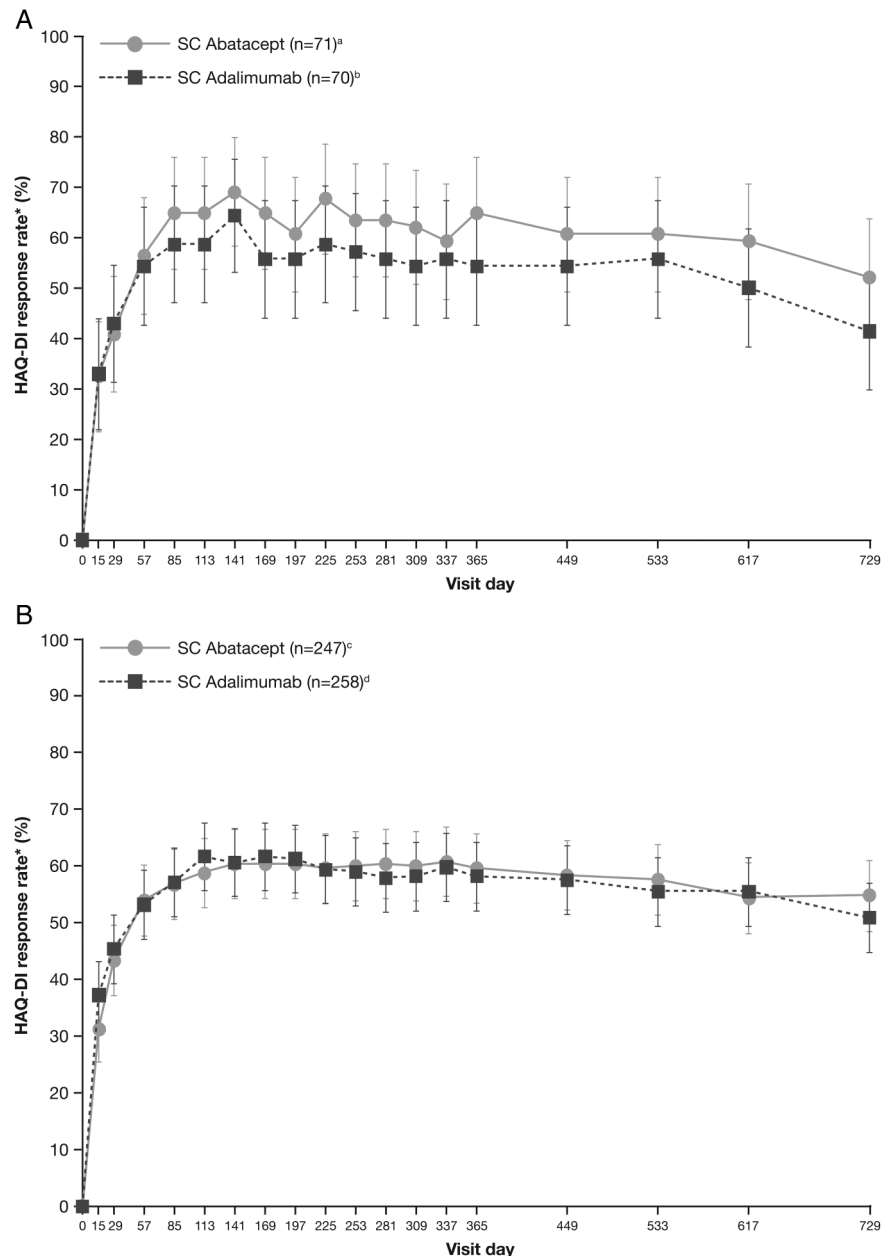 A
100
90
80
70
60
50
40
30
20
10
0
HAQ-DI response rate* (%)
SC Abatacept (n=71)ᵃ
SC Adalimumab (n=70)ᵇ
0 15 29 57 85 113 141 169 197 225 253 281 309 337 365 449 533 617 729
Visit day
B
100
90
80
70
60
50
40
30
20
10
0
HAQ-DI response rate* (%)
SC Abatacept (n=247)ᶜ
SC Adalimumab (n=258)ᵈ
0 15 29 57 85 113 141 169 197 225 253 281 309 337 365 449 533 617 729
Visit day